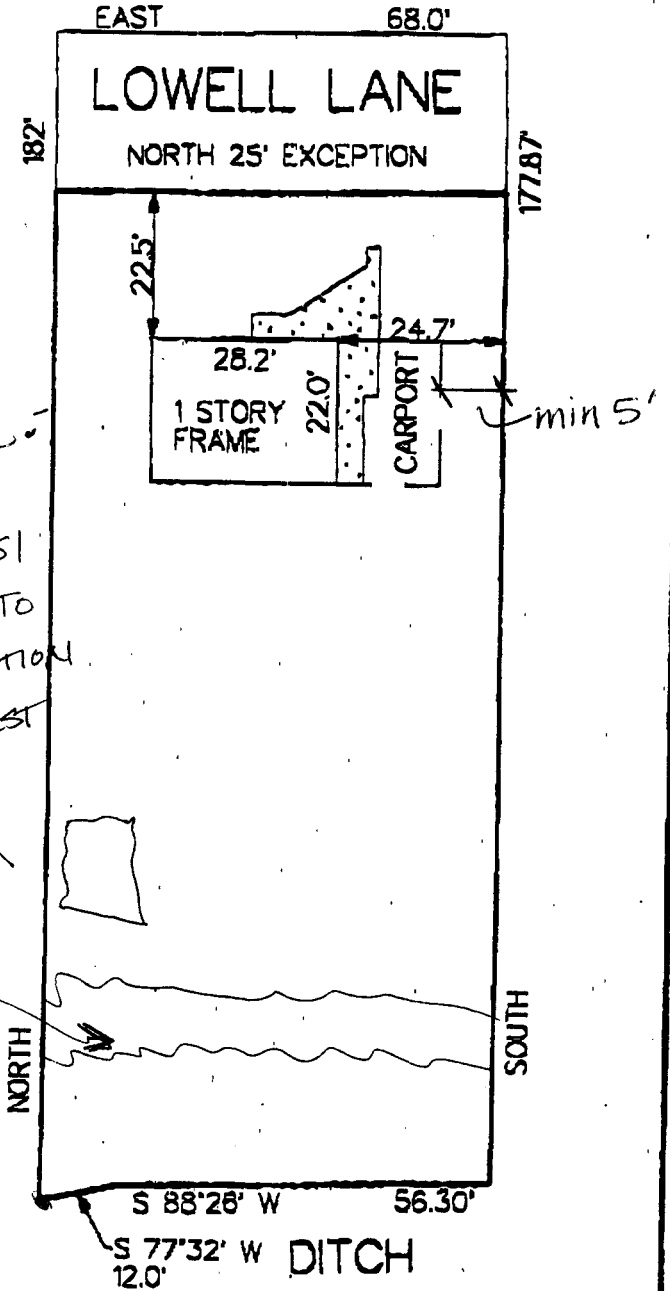 EAST 68.0'
LOWELL LANE
182'
NORTH 25' EXCEPTION
177.87'
22.5'
24.7'
28.2'
1 STORY
FRAME
22.0'
CARPORT
min 5'
TO
NORTH
SOUTH
S 88°26' W 56.30'
S 77°32' W
12.0'
DITCH